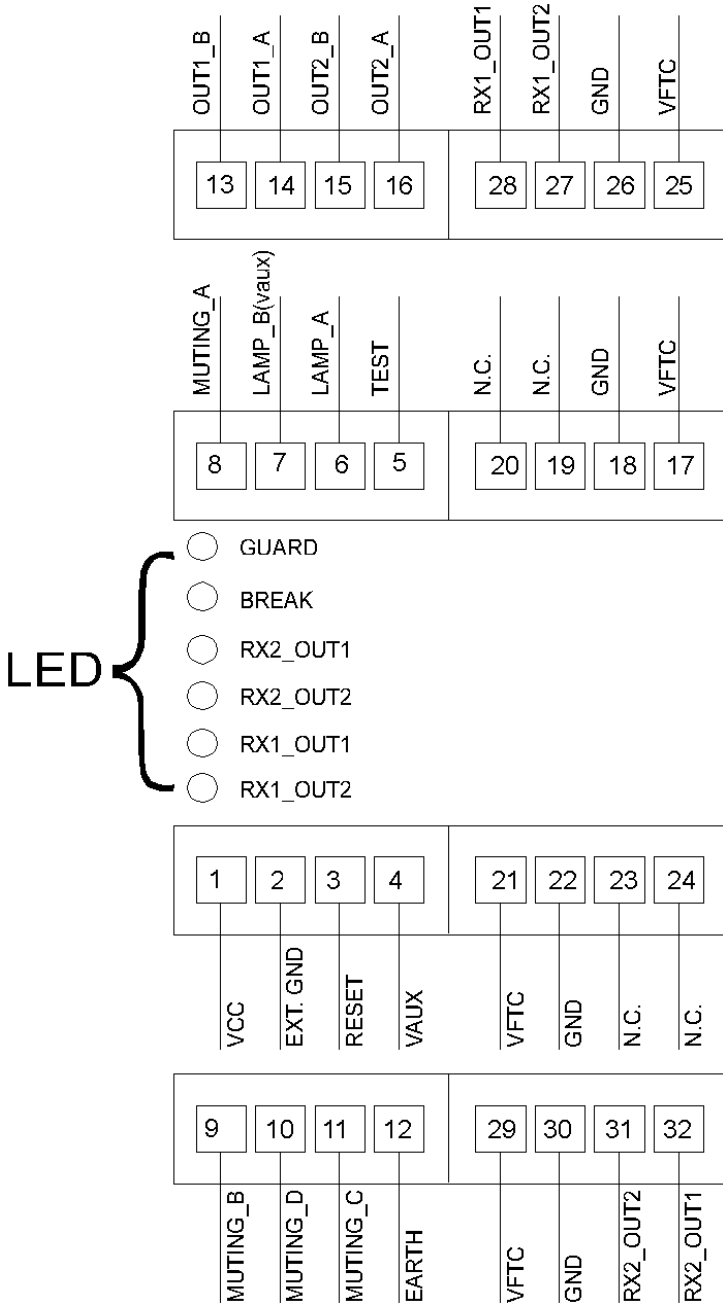 OUT1_B OUT1_A OUT2_B OUT2_A RX1_OUT1 RX1_OUT2 GND VFTC
13 14 15 16 28 27 26 25
MUTING_A LAMP_B(vaux) LAMP_A TEST N.C. N.C. GND VFTC
8 7 6 5 20 19 18 17
LED
GUARD
BREAK
RX2_OUT1
RX2_OUT2
RX1_OUT1
RX1_OUT2
1 2 3 4 21 22 23 24
VCC EXT. GND RESET VAUX VFTC GND N.C. N.C.
9 10 11 12 29 30 31 32
MUTING_B MUTING_D MUTING_C EARTH VFTC GND RX2_OUT2 RX2_OUT1